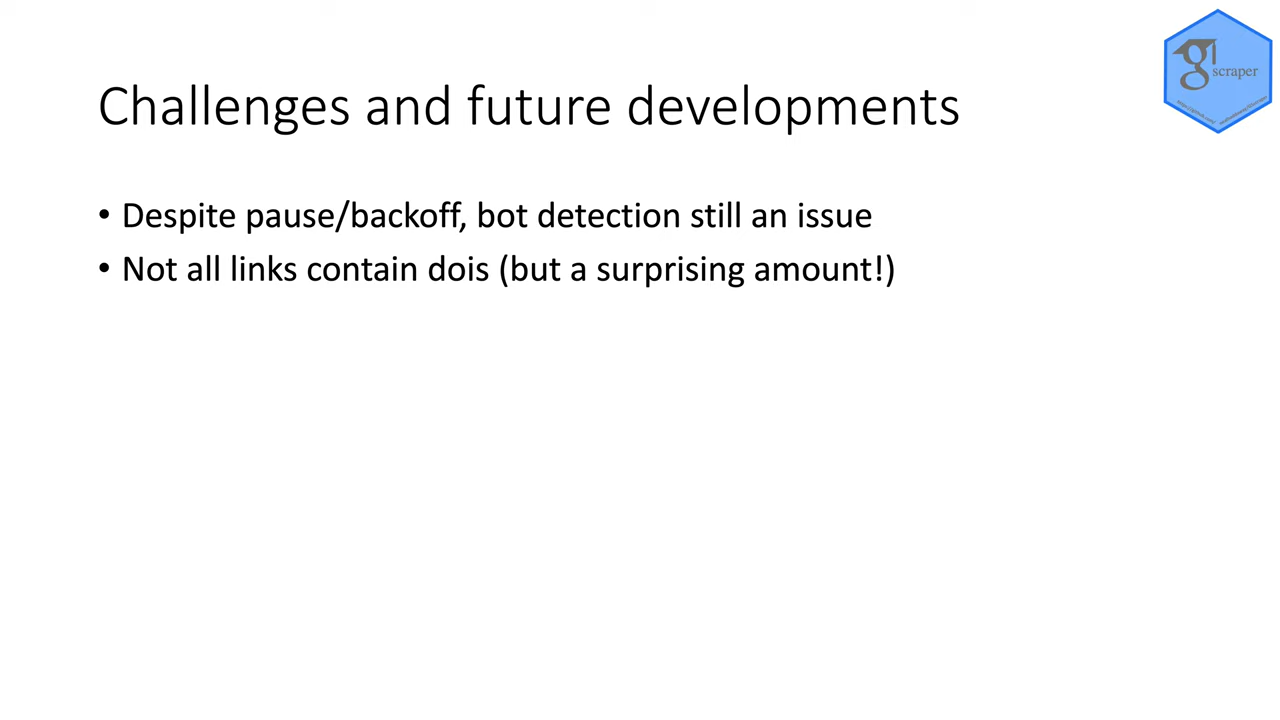 g
scraper
Challenges and future developments
• Despite pause/backoff, bot detection still an issue
• Not all links contain dois (but a surprising amount!)